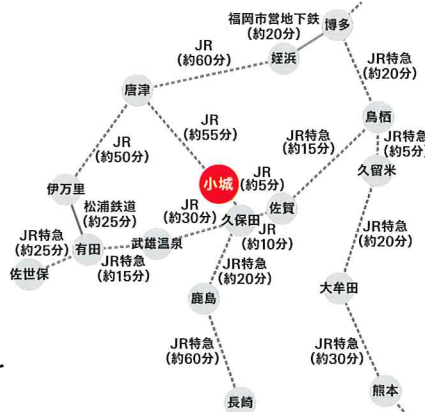 福岡市営地下鉄
(約20分)
博多
JR
(約60分)
姪浜
JR特急
(約20分)
唐津
鳥栖
JR
(約55分)
JR特急
(約15分)
JR特急
(約5分)
JR
(約50分)
久留米
小城
JR
(約5分)
伊万里
松浦鉄道
(約25分)
JR
(約30分)
久保田
佐賀
JR
(約10分)
JR特急
(約20分)
JR特急
(約25分)
有田
武雄温泉
佐世保
JR特急
(約15分)
JR特急
(約20分)
大牟田
鹿島
JR特急
(約60分)
JR特急
(約30分)
長崎
熊本